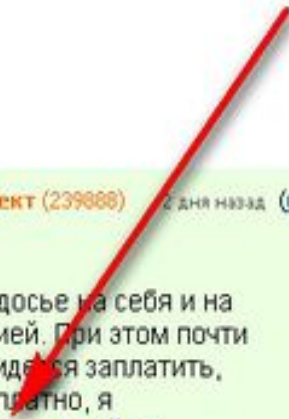 ект (239888) 2 дня назад (
досье на себя и на
ией. При этом почти
идется заплатить,
платно, я